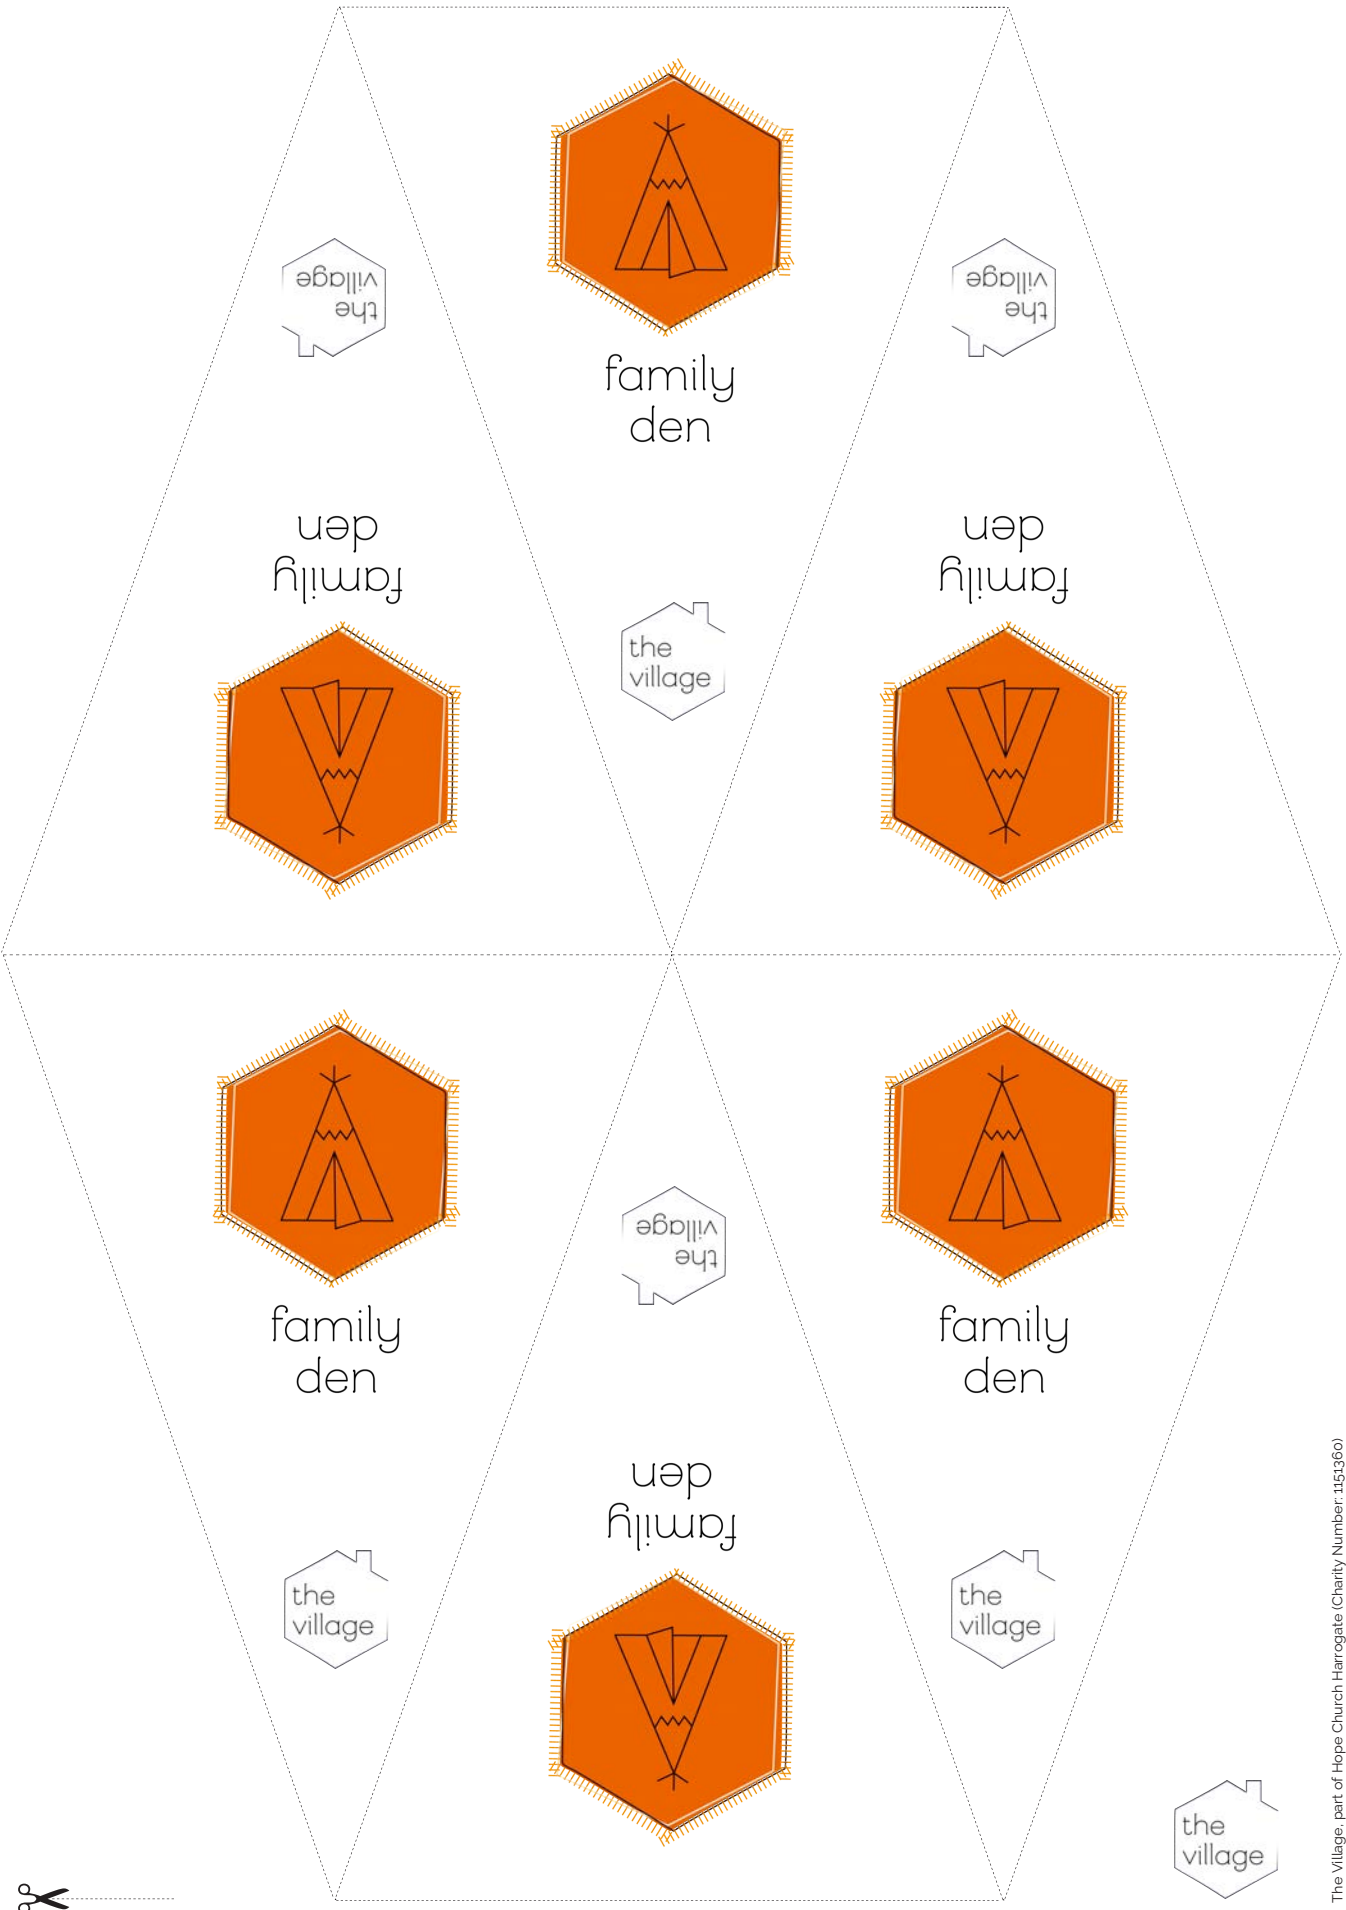 family
den
the
village
the
village
family
den
family
den
the
village
family
den
family
den
the
village
family
den
the
village
the
village
the
village
The Village, part of Hope Church Harrogate (Charity Number: 1151360)